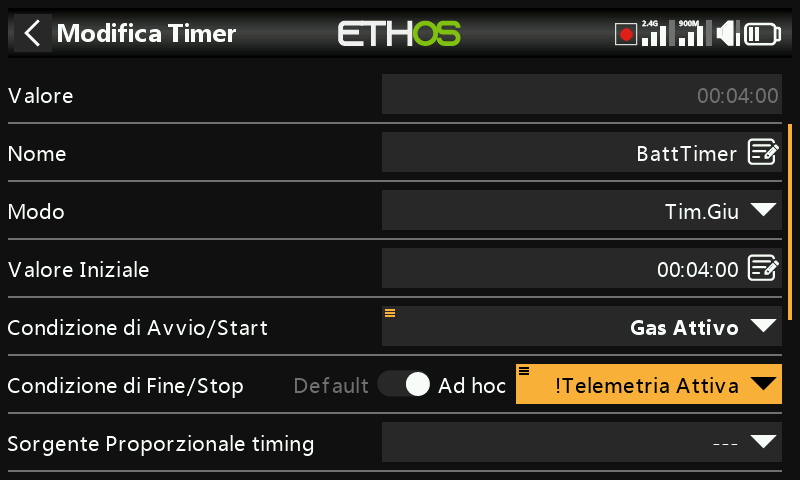 Modifica Timer
ETHOS
2.4G
900M
Valore
00:04:00
Nome
BattTimer
Modo
Tim.Giu
Valore Iniziale
00:04:00
Condizione di Avvio/Start
Gas Attivo
Condizione di Fine/Stop
Default
Ad hoc
!Telemetria Attiva
Sorgente Proporzionale timing
---